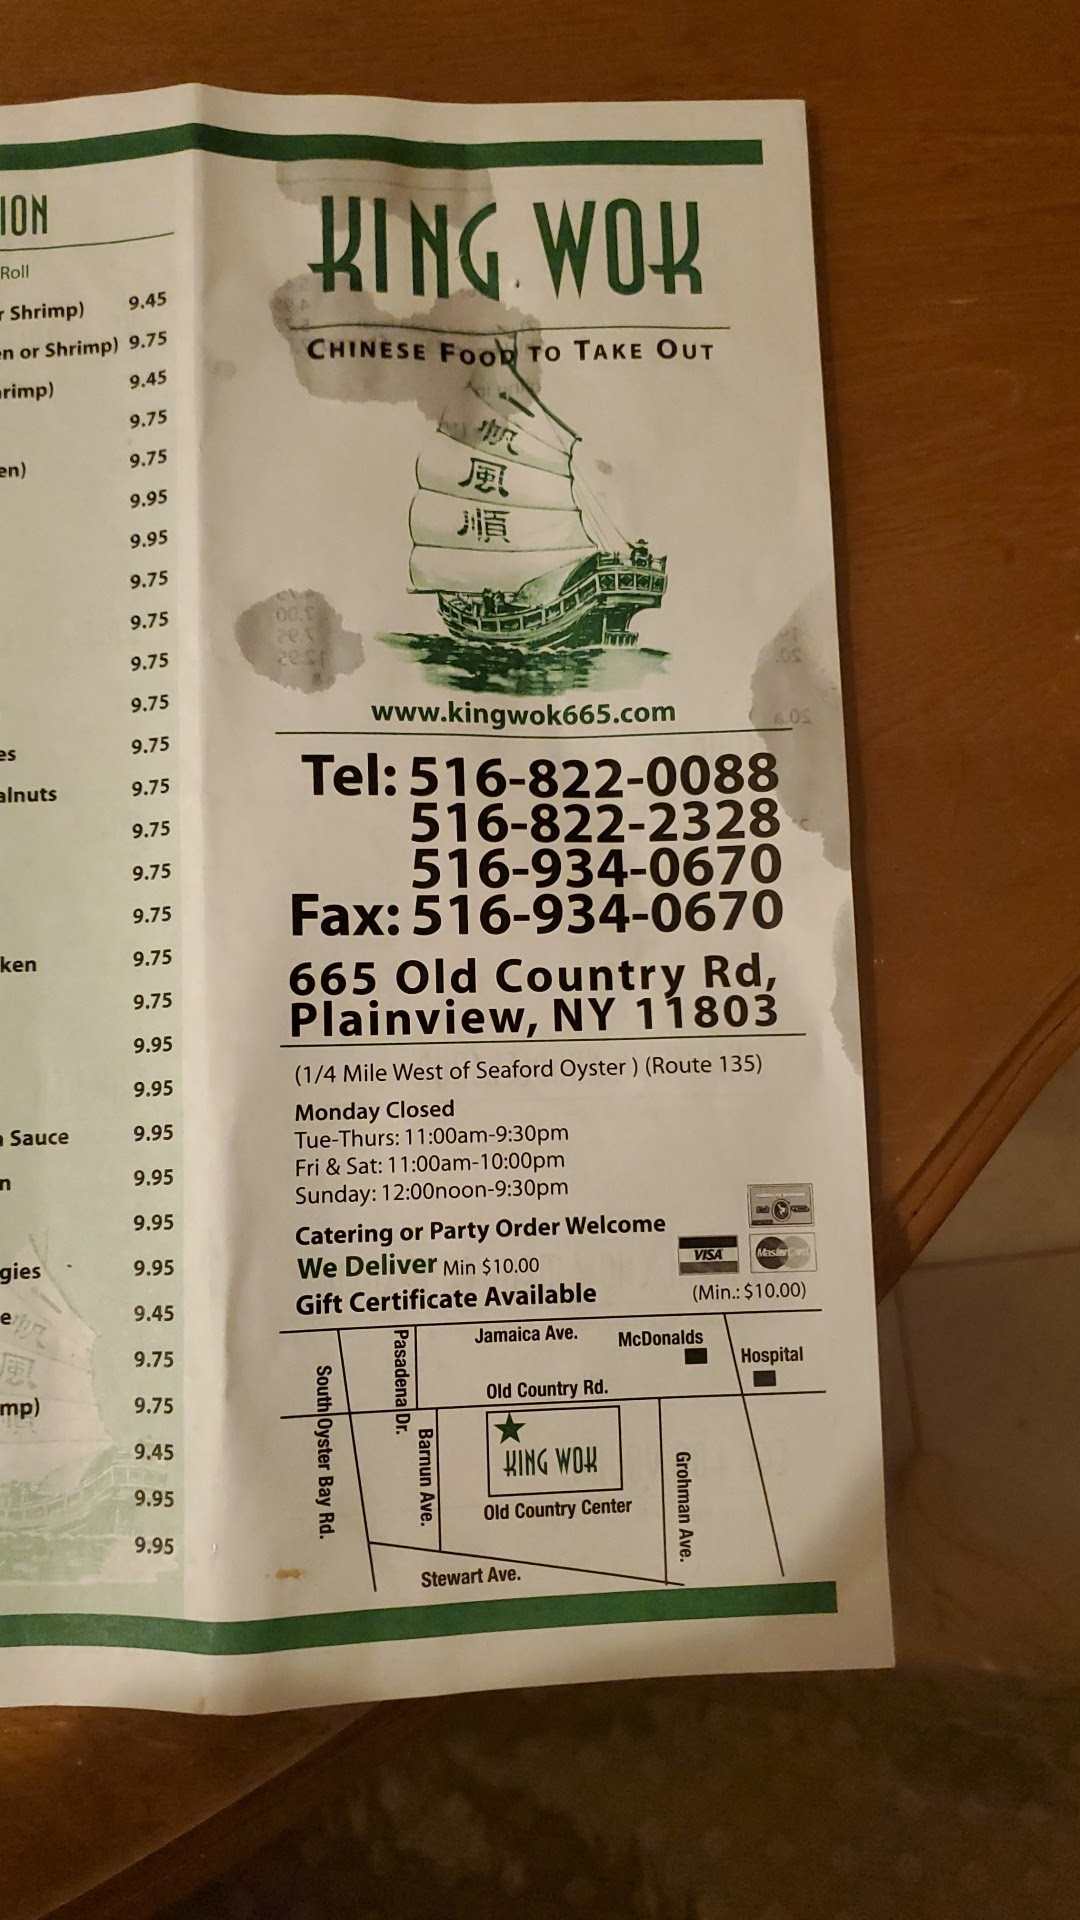 ION
Roll
r Shrimp) 9.45
en or Shrimp) 9.75
rimp) 9.45
9.75
en) 9.75
9.95
9.95
9.75
9.75
9.75
9.75
es 9.75
alnuts 9.75
9.75
9.75
9.75
ken 9.75
9.75
9.95
9.95
Sauce 9.95
n 9.95
9.95
gies 9.95
e 9.45
9.75
mp) 9.75
9.45
9.95
9.95
帆
風
KING WOK
CHINESE FOOD TO TAKE OUT
帆
風
順
www.kingwok665.com
Tel: 516-822-0088
516-822-2328
516-934-0670
Fax: 516-934-0670
665 Old Country Rd,
Plainview, NY 11803
(1/4 Mile West of Seaford Oyster ) (Route 135)
Monday Closed
Tue-Thurs: 11:00am-9:30pm
Fri & Sat: 11:00am-10:00pm
Sunday: 12:00noon-9:30pm
Catering or Party Order Welcome
We Deliver Min $10.00
VISA
MasterCard
Gift Certificate Available
(Min.: $10.00)
Jamaica Ave.
McDonalds
Hospital
Pasadena Dr.
South Oyster Bay Rd.
Old Country Rd.
Barnun Ave.
KING WOK
Old Country Center
Grohman Ave.
Stewart Ave.